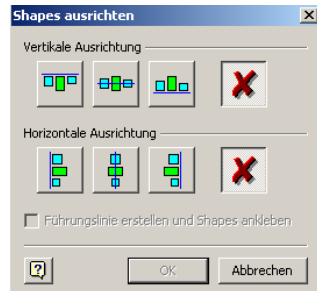 Shapes ausrichten
Vertikale Ausrichtung
Horizontale Ausrichtung
Führungslinie erstellen und Shapes ankleben
OK
Abbrechen